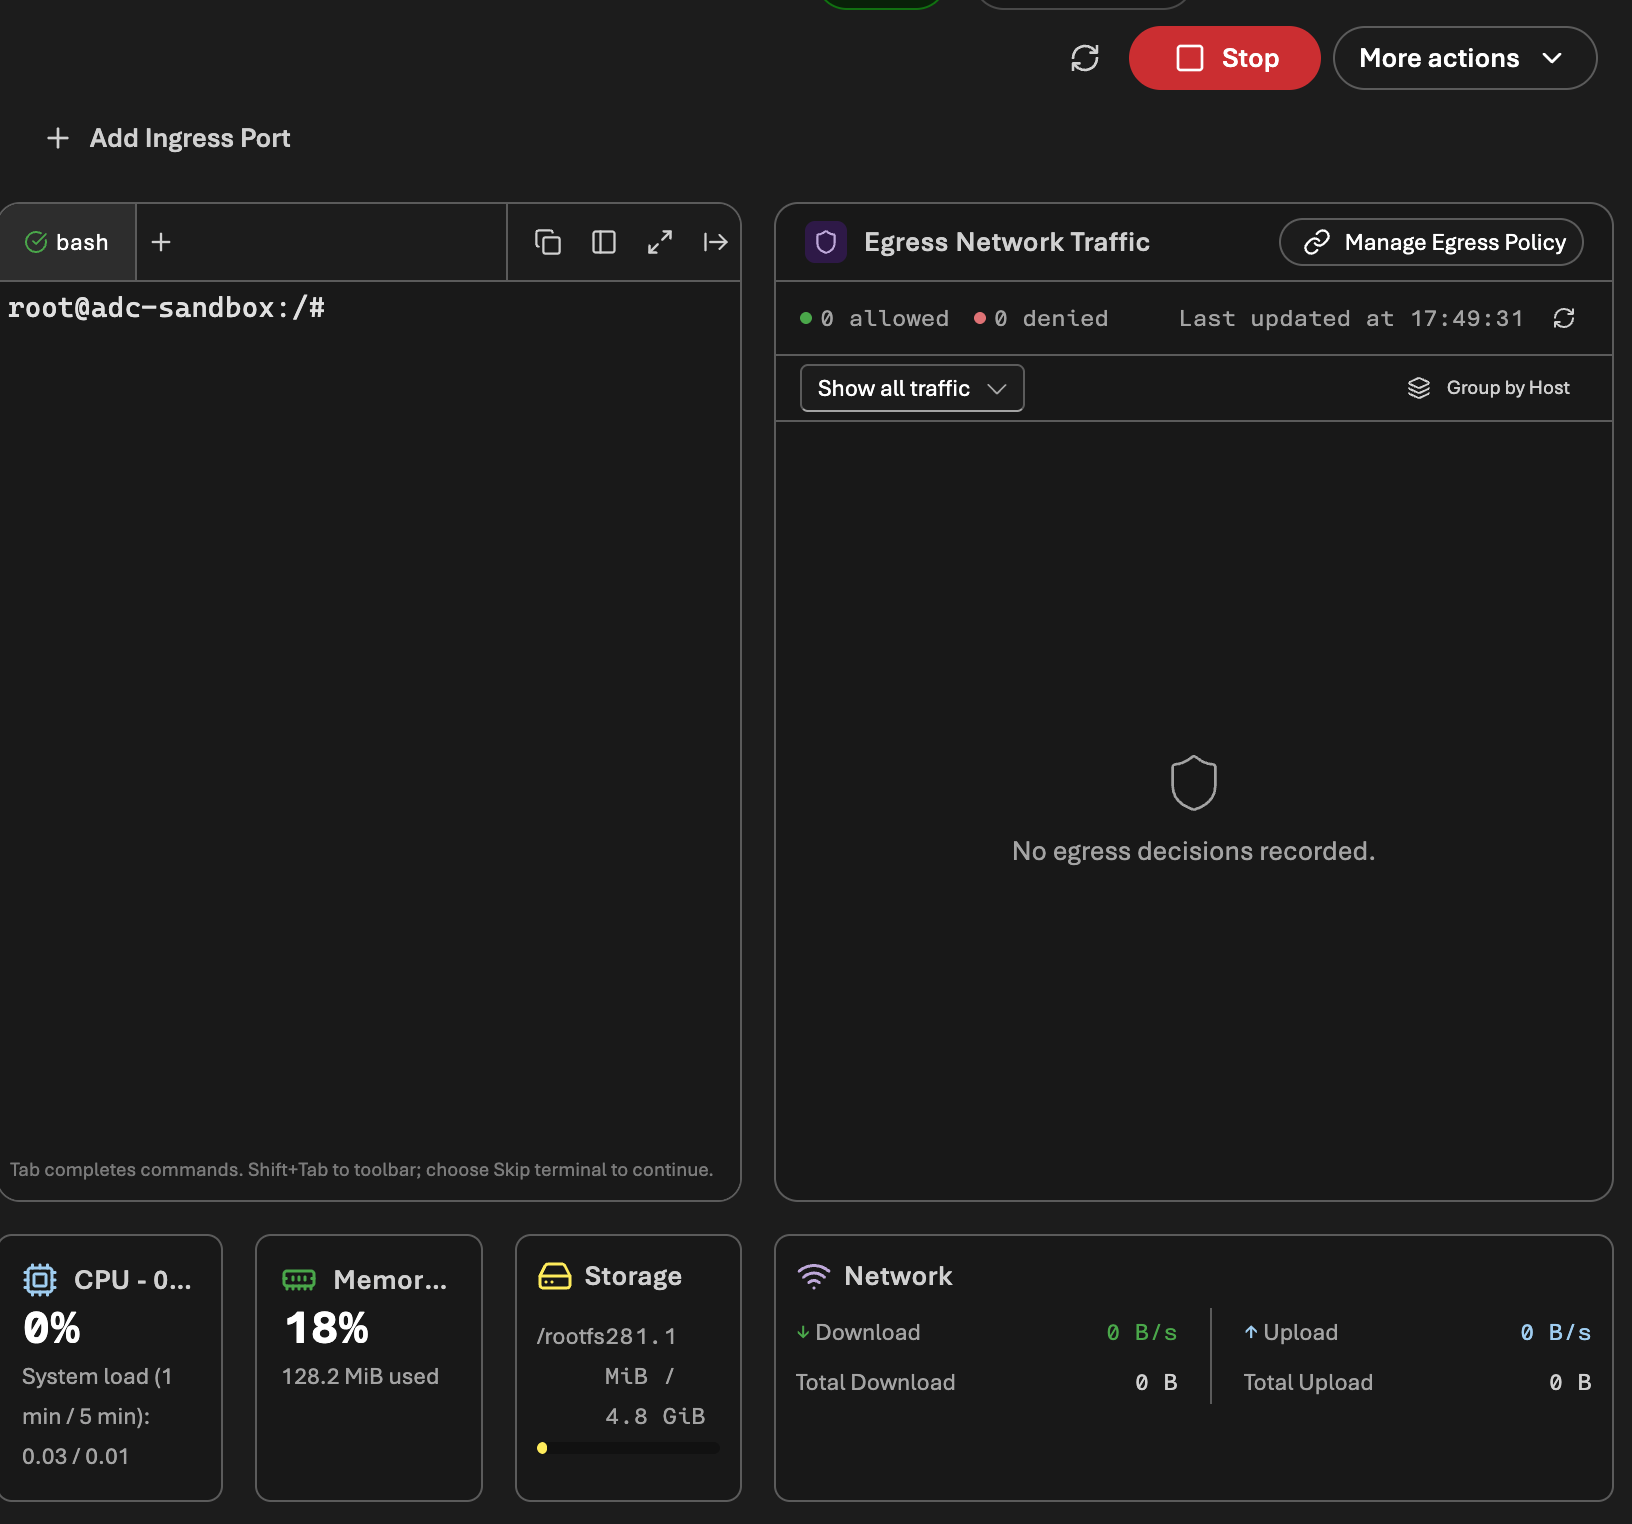 Stop
More actions
Add Ingress Port
bash
root@adc-sandbox:/#
Tab completes commands. Shift+Tab to toolbar; choose Skip terminal to continue.
Egress Network Traffic
Manage Egress Policy
0 allowed 0 denied Last updated at 17:49:31
Show all traffic
Group by Host
No egress decisions recorded.
CPU - 0...
0%
System load (1
min / 5 min):
0.03 / 0.01
Memor...
18%
128.2 MiB used
Storage
/rootfs 281.1
MiB /
4.8 GiB
Network
Download 0 B/s
Total Download 0 B
Upload 0 B/s
Total Upload 0 B